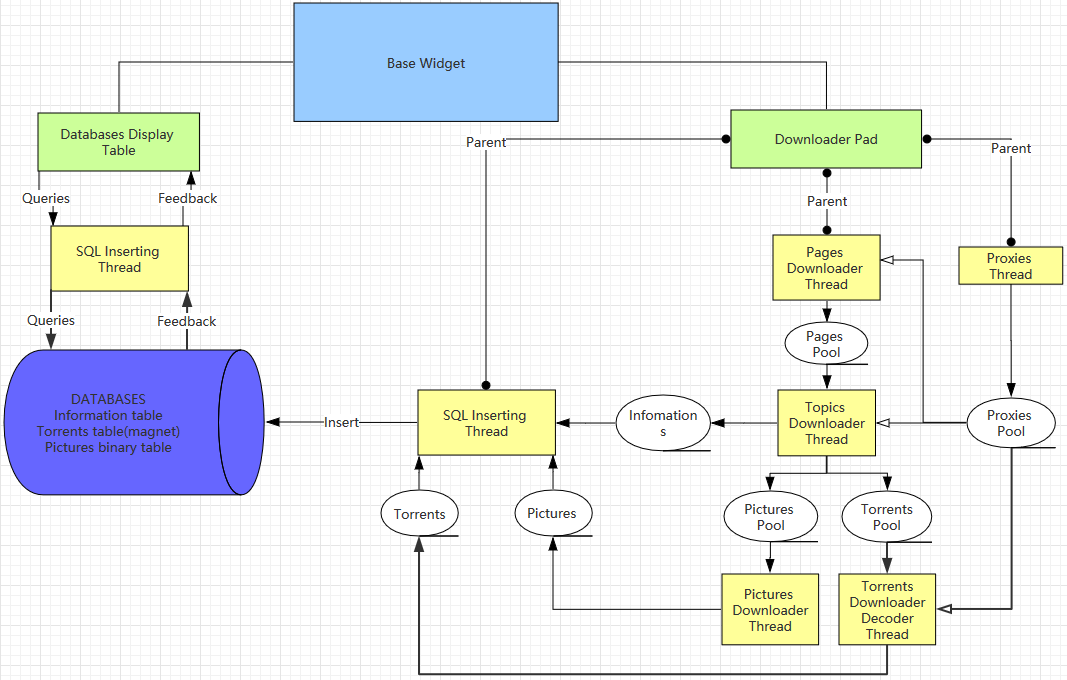 Base Widget
Databases Display
Table
Downloader Pad
Parent
Parent
Queries
Feedback
Parent
SQL Inserting
Thread
Pages
Downloader
Thread
Proxies
Thread
Queries
Feedback
Pages
Pool
DATABASES
Information table
Torrents table(magnet)
Pictures binary table
Insert
SQL Inserting
Thread
Infomation
s
Topics
Downloader
Thread
Proxies
Pool
Torrents
Pictures
Pictures
Pool
Torrents
Pool
Pictures
Downloader
Thread
Torrents
Downloader
Decoder
Thread